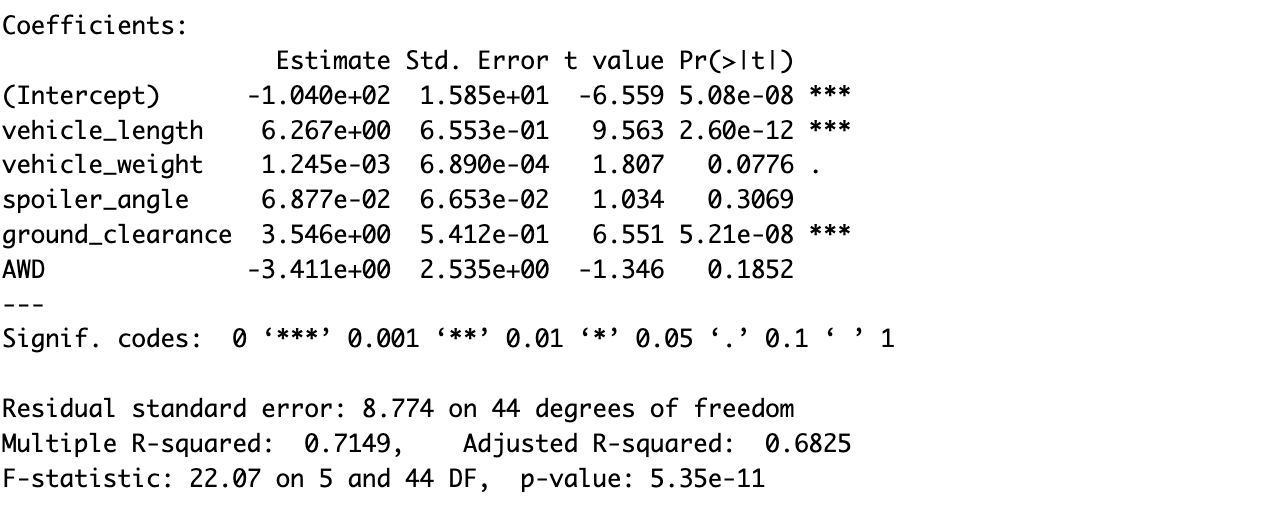 Coefficients:
                  Estimate Std. Error t value Pr(>|t|)
(Intercept)      -1.040e+02  1.585e+01  -6.559 5.08e-08 ***
vehicle_length    6.267e+00  6.553e-01   9.563 2.60e-12 ***
vehicle_weight    1.245e-03  6.890e-04   1.807   0.0776 .
spoiler_angle     6.877e-02  6.653e-02   1.034   0.3069
ground_clearance  3.546e+00  5.412e-01   6.551 5.21e-08 ***
AWD              -3.411e+00  2.535e+00  -1.346   0.1852
---
Signif. codes:  0 ‘***’ 0.001 ‘**’ 0.01 ‘*’ 0.05 ‘.’ 0.1 ‘ ’ 1

Residual standard error: 8.774 on 44 degrees of freedom
Multiple R-squared:  0.7149,    Adjusted R-squared:  0.6825
F-statistic: 22.07 on 5 and 44 DF,  p-value: 5.35e-11